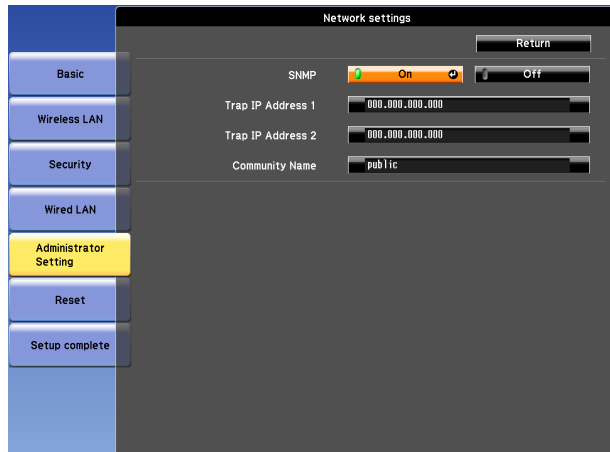 Network settings
Return
Basic
Wireless LAN
Security
Wired LAN
Administrator
Setting
Reset
Setup complete
SNMP On Off
Trap IP Address 1 000.000.000.000
Trap IP Address 2 000.000.000.000
Community Name public